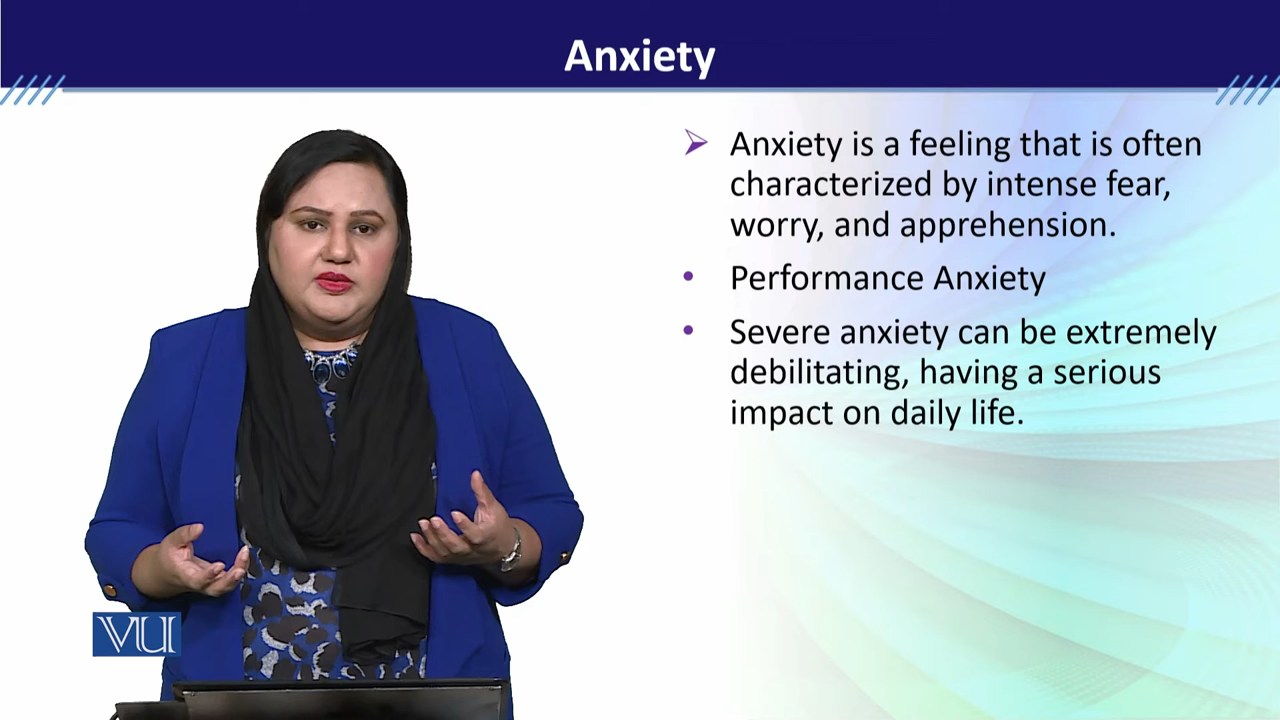 Anxiety
➢ Anxiety is a feeling that is often
characterized by intense fear,
worry, and apprehension.
• Performance Anxiety
• Severe anxiety can be extremely
debilitating, having a serious
impact on daily life.
VU